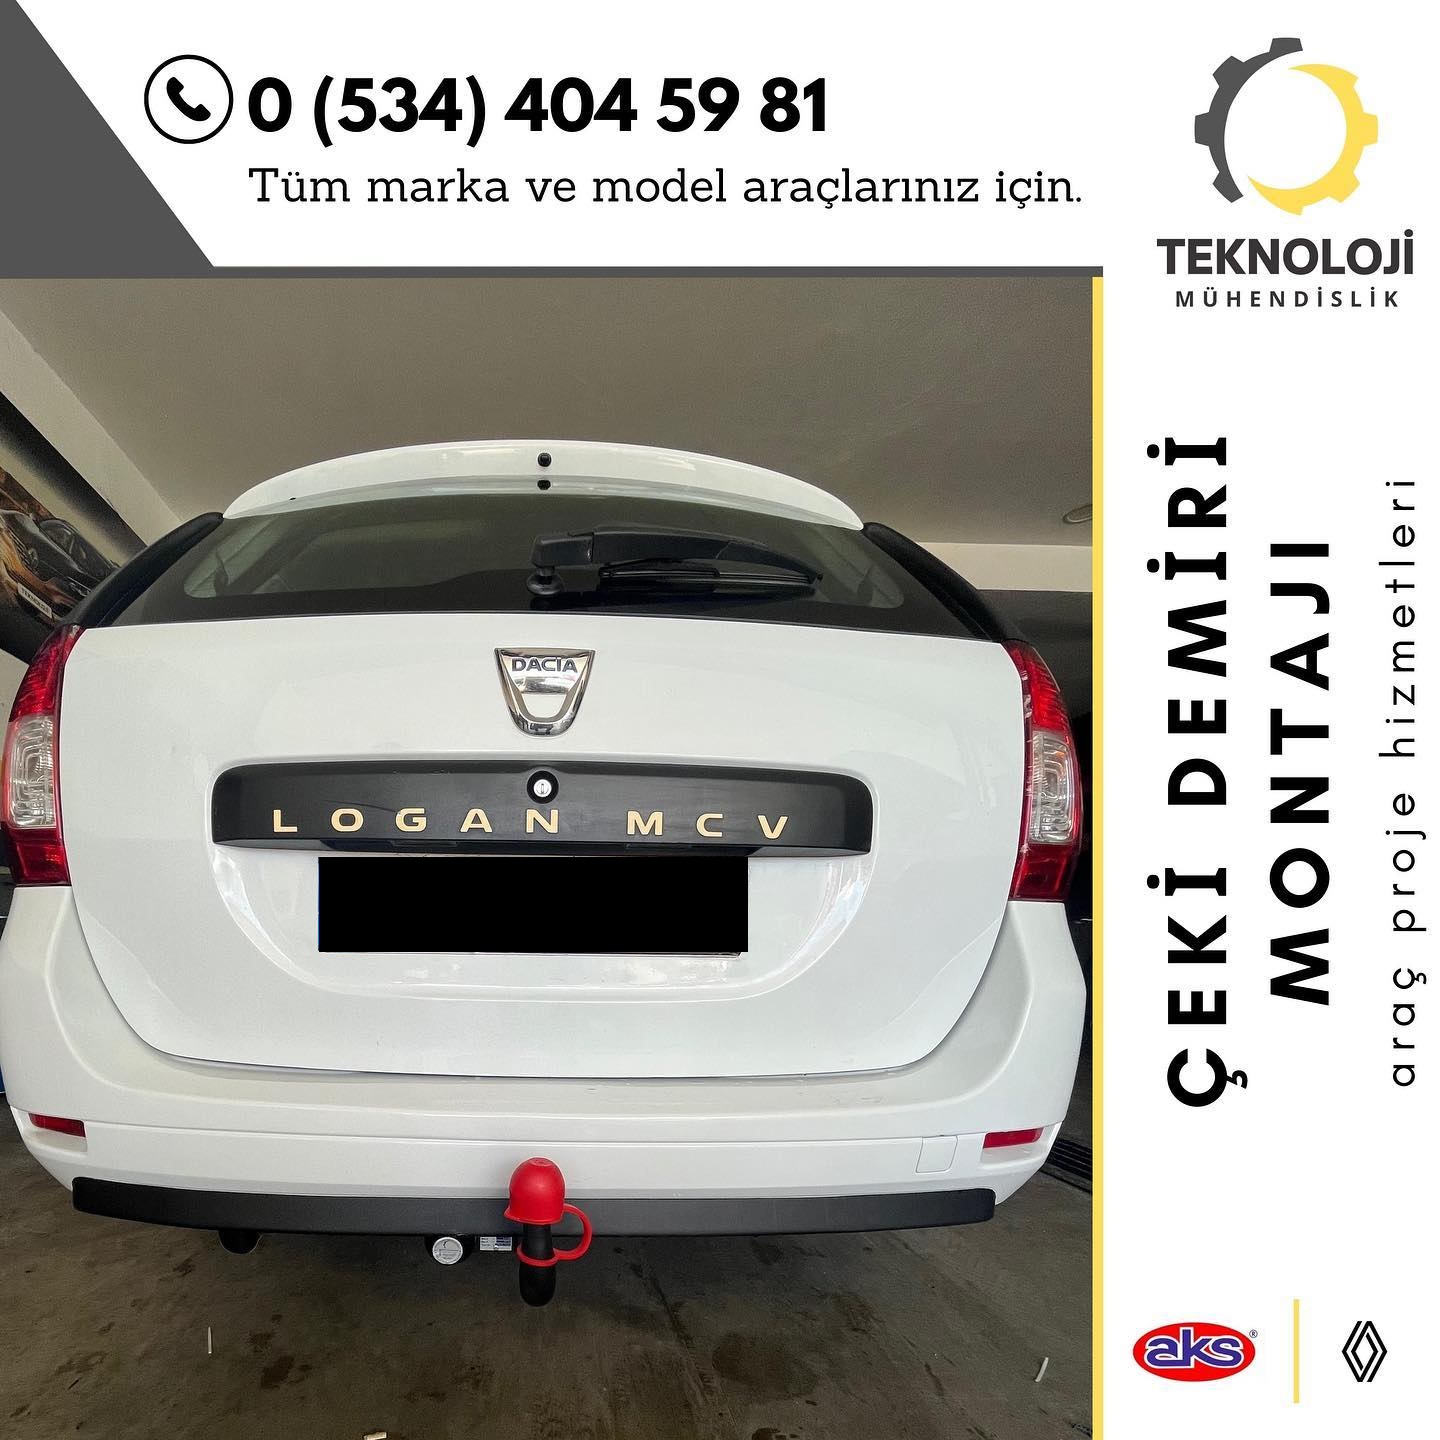 0 (534) 404 59 81
Tüm marka ve model araçlarınız için.
TEKNOLOJİ
MÜHENDİSLİK
ÇEKİ DEMİRİ
MONTAJI
araç proje hizmetleri
DACIA
LOGAN MCV
TEKNOLOJİ
aks®